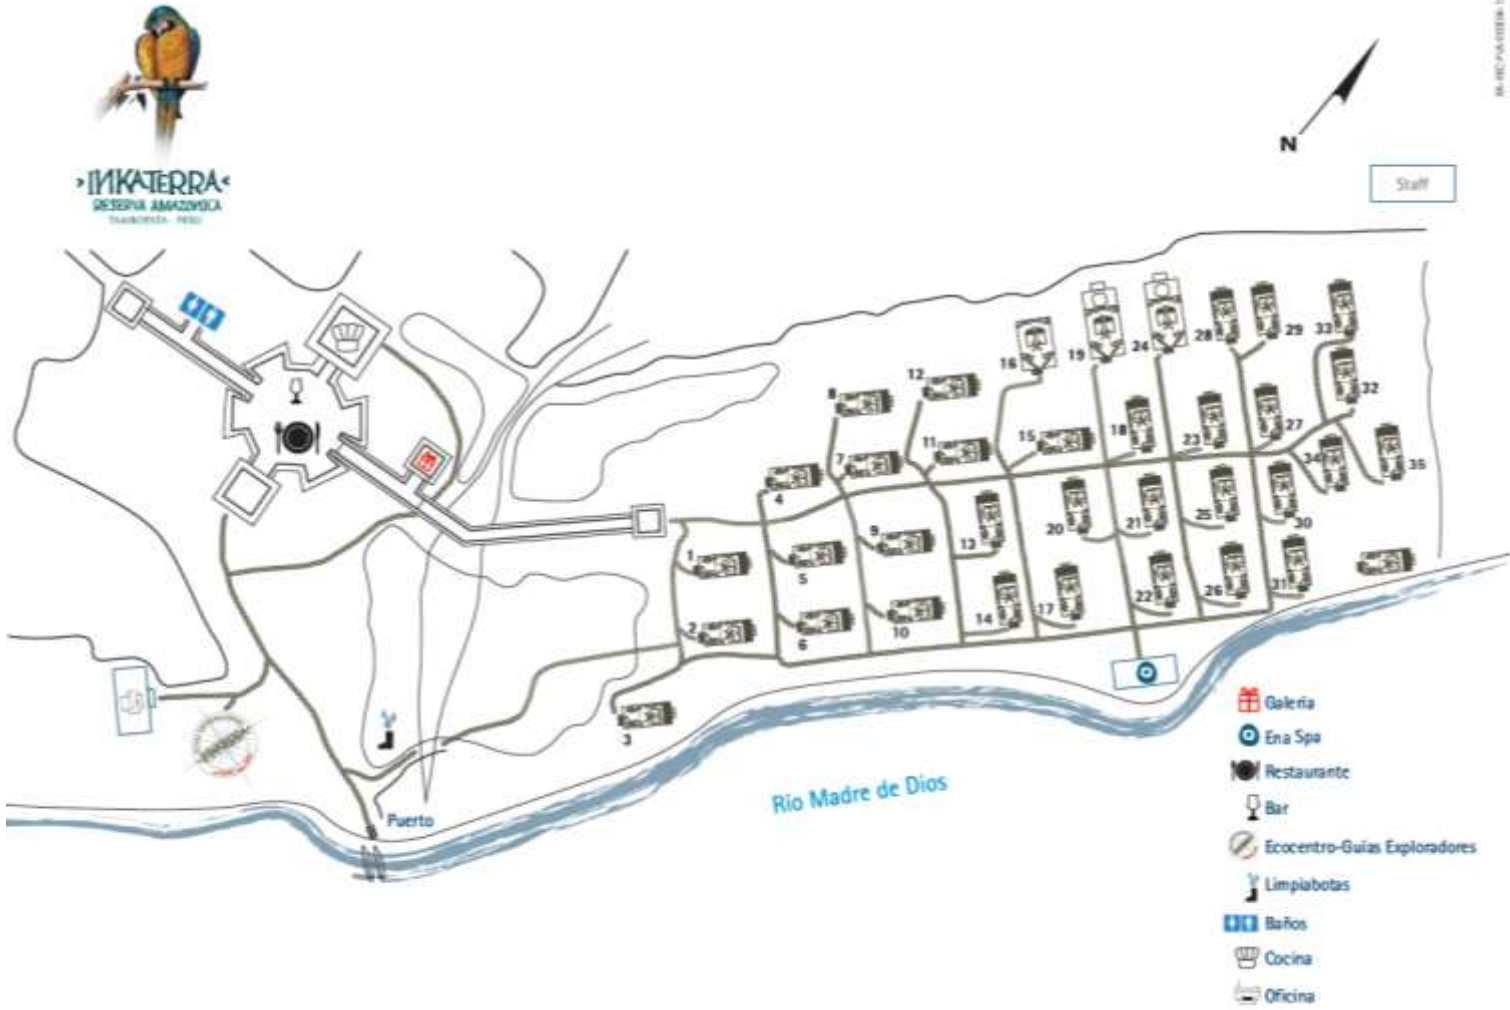 ›INKATERRA‹
RESERVA AMAZONICA
N
Staff
1
2
3
4
5
6
7
8
9
10
11
12
13
14
15
16
17
18
19
20
21
22
23
24
25
26
27
28
29
30
31
32
33
34
35
Río Madre de Dios
Puerto
Galería
Ena Spa
Restaurante
Bar
Ecocentro-Guías Exploradores
Limpiabotas
Baños
Cocina
Oficina